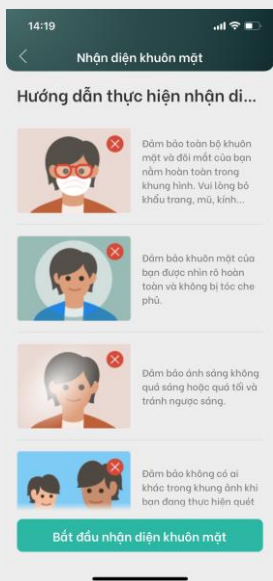 14:19
Nhận diện khuôn mặt
Hướng dẫn thực hiện nhận di...
Đảm bảo toàn bộ khuôn
mặt và đôi mắt của bạn
nằm hoàn toàn trong
khung hình. Vui lòng bỏ
khẩu trang, mũ, kính...
Đảm bảo khuôn mặt của
bạn được nhìn rõ hoàn
toàn và không bị tóc che
phủ.
Đảm bảo ánh sáng không
quá sáng hoặc quá tối và
tránh ngược sáng.
Đảm bảo không có ai
khác trong khung ảnh khi
bạn đang thực hiện quét
Bắt đầu nhận diện khuôn mặt